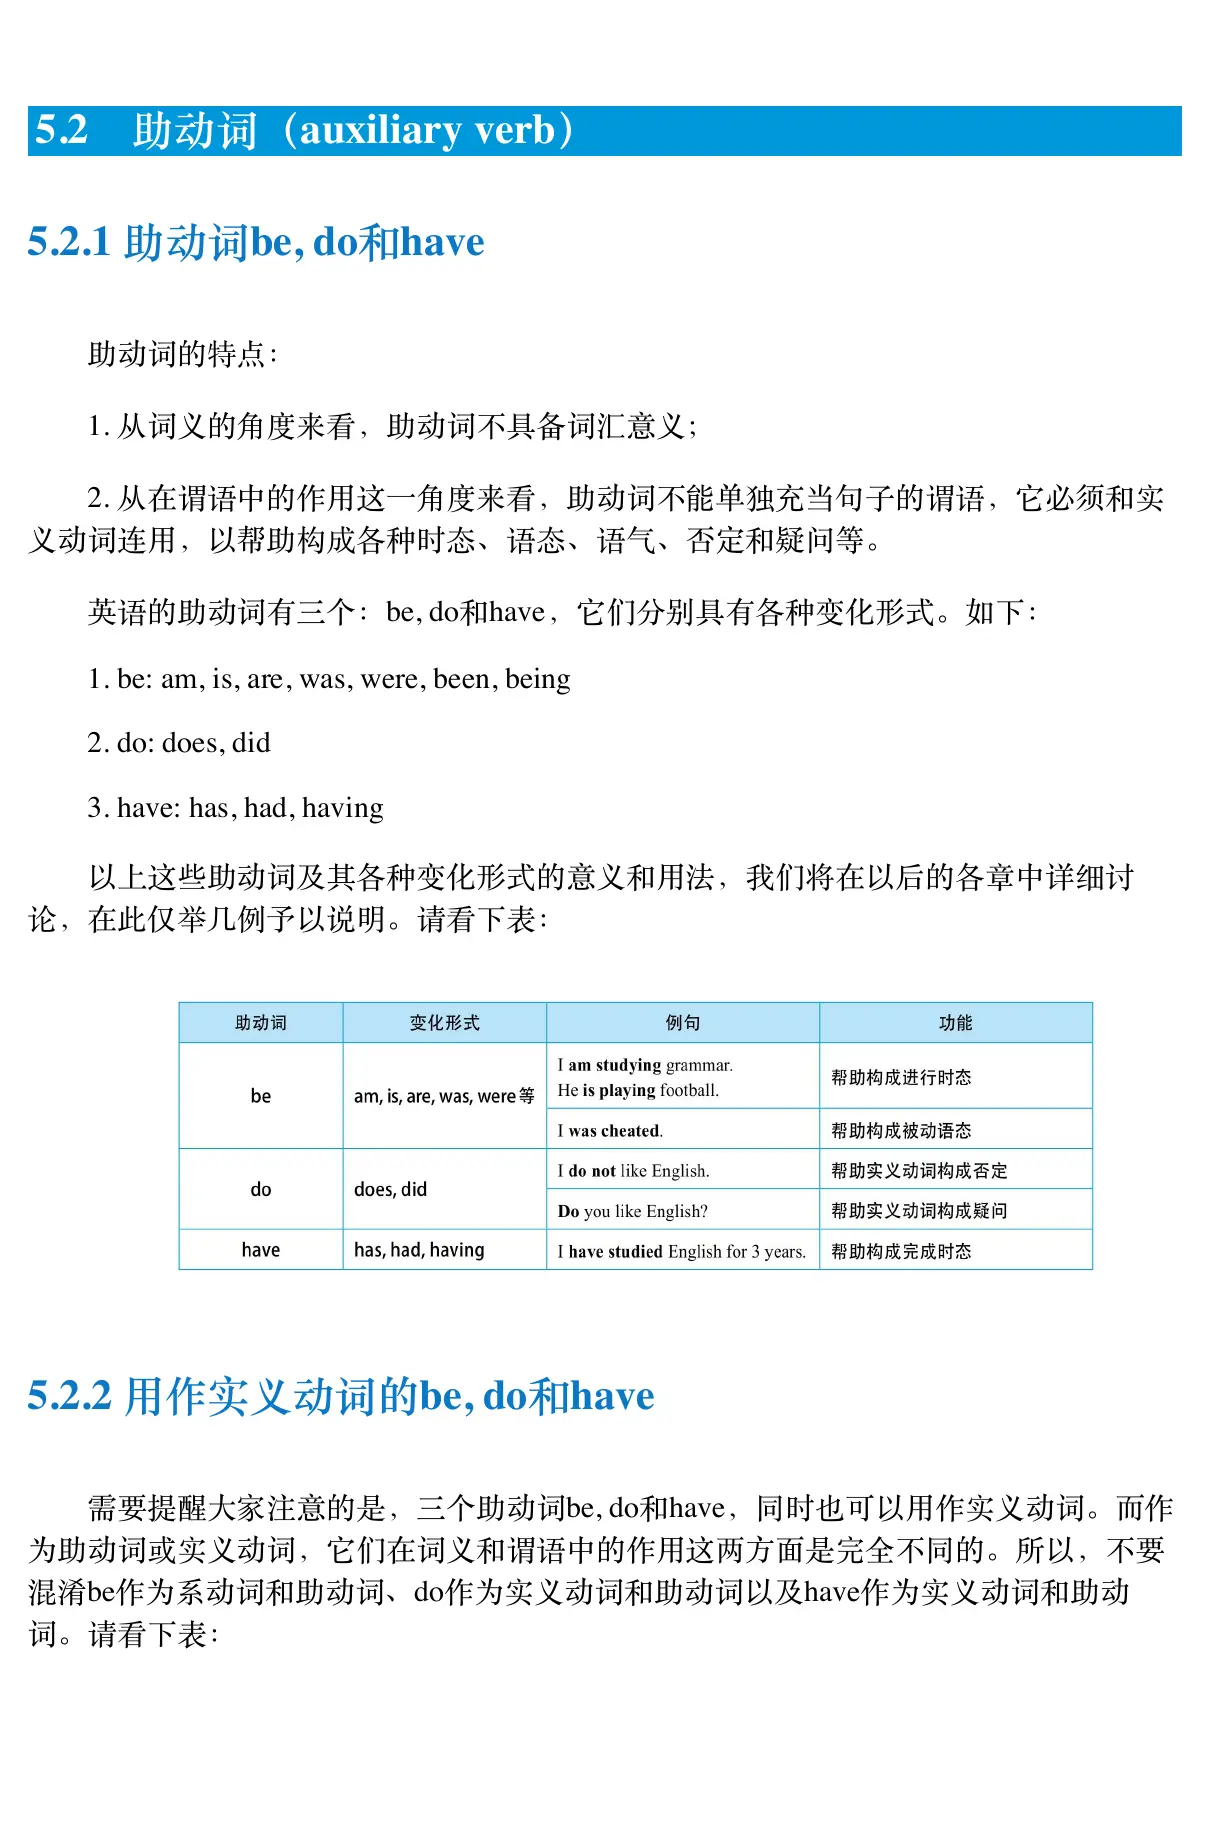 5.2 助动词（auxiliary verb）
5.2.1 助动词be, do和have
助动词的特点：
1. 从词义的角度来看，助动词不具备词汇意义；
2. 从在谓语中的作用这一角度来看，助动词不能单独充当句子的谓语，它必须和实
义动词连用，以帮助构成各种时态、语态、语气、否定和疑问等。
英语的助动词有三个：be, do和have，它们分别具有各种变化形式。如下：
1. be: am, is, are, was, were, been, being
2. do: does, did
3. have: has, had, having
以上这些助动词及其各种变化形式的意义和用法，我们将在以后的各章中详细讨
论，在此仅举几例予以说明。请看下表：
助动词 变化形式 例句 功能
be am, is, are, was, were等
I am studying grammar.
He is playing football.
帮助构成进行时态
I was cheated. 帮助构成被动语态
do does, did
I do not like English. 帮助实义动词构成否定
Do you like English? 帮助实义动词构成疑问
have has, had, having I have studied English for 3 years. 帮助构成完成时态
5.2.2 用作实义动词的be, do和have
需要提醒大家注意的是，三个助动词be, do和have，同时也可以用作实义动词。而作
为助动词或实义动词，它们在词义和谓语中的作用这两方面是完全不同的。所以，不要
混淆be作为系动词和助动词、do作为实义动词和助动词以及have作为实义动词和助动
词。请看下表：